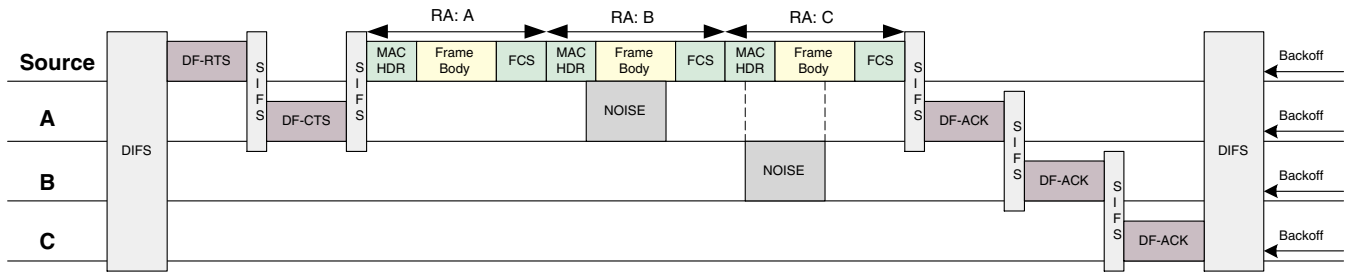 RA: A
RA: B
RA: C
Source
DF-RTS
SIFS
SIFS
MAC
HDR
Frame
Body
FCS
MAC
HDR
Frame
Body
FCS
MAC
HDR
Frame
Body
FCS
SIFS
Backoff
A
DF-CTS
NOISE
DF-ACK
SIFS
Backoff
DIFS
DIFS
B
NOISE
DF-ACK
SIFS
Backoff
C
DF-ACK
Backoff